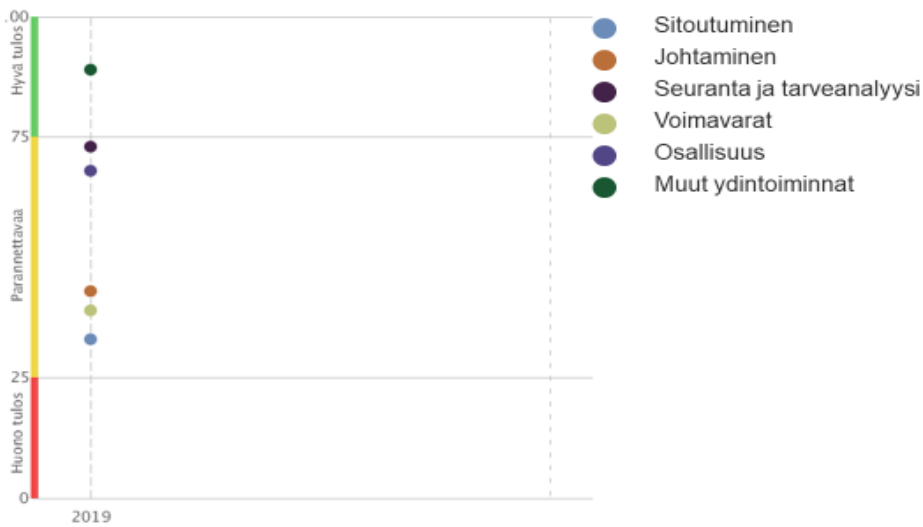 .00
Hyvä tulos
75
Parannettavaa
25
Huono tulos
0
2019
Sitoutuminen
Johtaminen
Seuranta ja tarveanalyysi
Voimavarat
Osallisuus
Muut ydintoiminnat